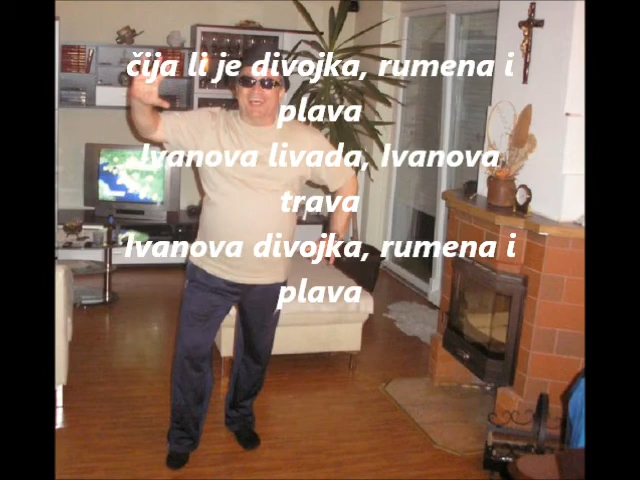 čija li je divojka, rumena i
plava
Ivanova livada, Ivanova
trava
Ivanova divojka, rumena i
plava